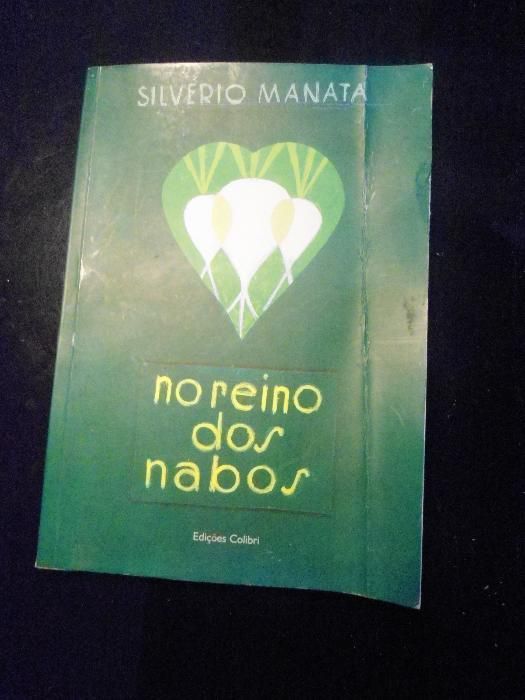 SILVÉRIO MANATA
no reino
dos
nabos
Edições Colibri